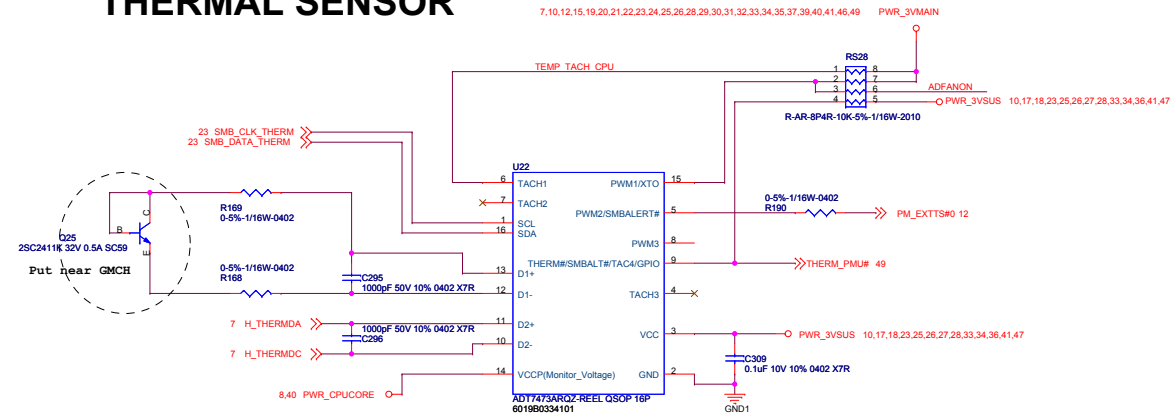 THERMAL SENSOR
7,10,12,15,19,20,21,22,23,24,25,26,28,29,30,31,32,33,34,35,37,39,40,41,46,49 PWR_3VMAIN
RS28
TEMP_TACH_CPU
1 8
2 7
3 6
4 5
ADFANON
PWR_3VSUS 10,17,18,23,25,26,27,28,33,34,36,41,47
R-AR-8P4R-10K-5%-1/16W-2010
23 SMB_CLK_THERM
23 SMB_DATA_THERM
U22
6 TACH1
PWM1/XTO 15
7 TACH2
PWM2/SMBALERT# 5
0-5%-1/16W-0402
R190
PM_EXTTS#0 12
1 SCL
16 SDA
PWM3 8
R169
0-5%-1/16W-0402
C
B
E
Q25
2SC2411K 32V 0.5A SC59
Put near GMCH
0-5%-1/16W-0402
R168
THERM#/SMBALT#/TAC4/GPIO 9
THERM_PMU# 49
13 D1+
12 D1-
C295
1000pF 50V 10% 0402 X7R
TACH3 4
7 H_THERMDA
11 D2+
1000pF 50V 10% 0402 X7R
C296
VCC 3
PWR_3VSUS 10,17,18,23,25,26,27,28,33,34,36,41,47
7 H_THERMDC
10 D2-
C309
0.1uF 10V 10% 0402 X7R
14 VCCP(Monitor_Voltage)
GND 2
8,40 PWR_CPUCORE
ADT7473ARQZ-REEL QSOP 16P
6019B0334101
GND1